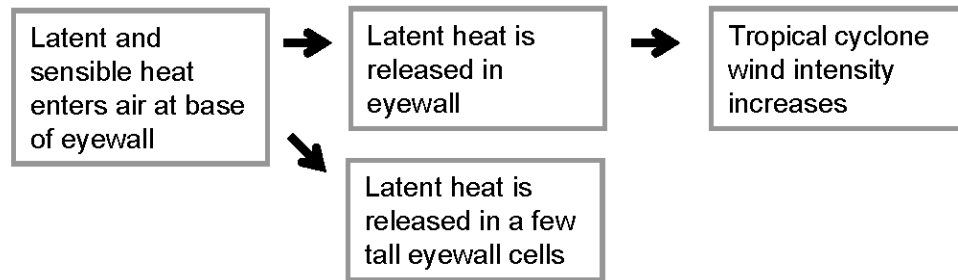 Latent and
sensible heat
enters air at base
of eyewall
Latent heat is
released in
eyewall
Tropical cyclone
wind intensity
increases
Latent heat is
released in a few
tall eyewall cells